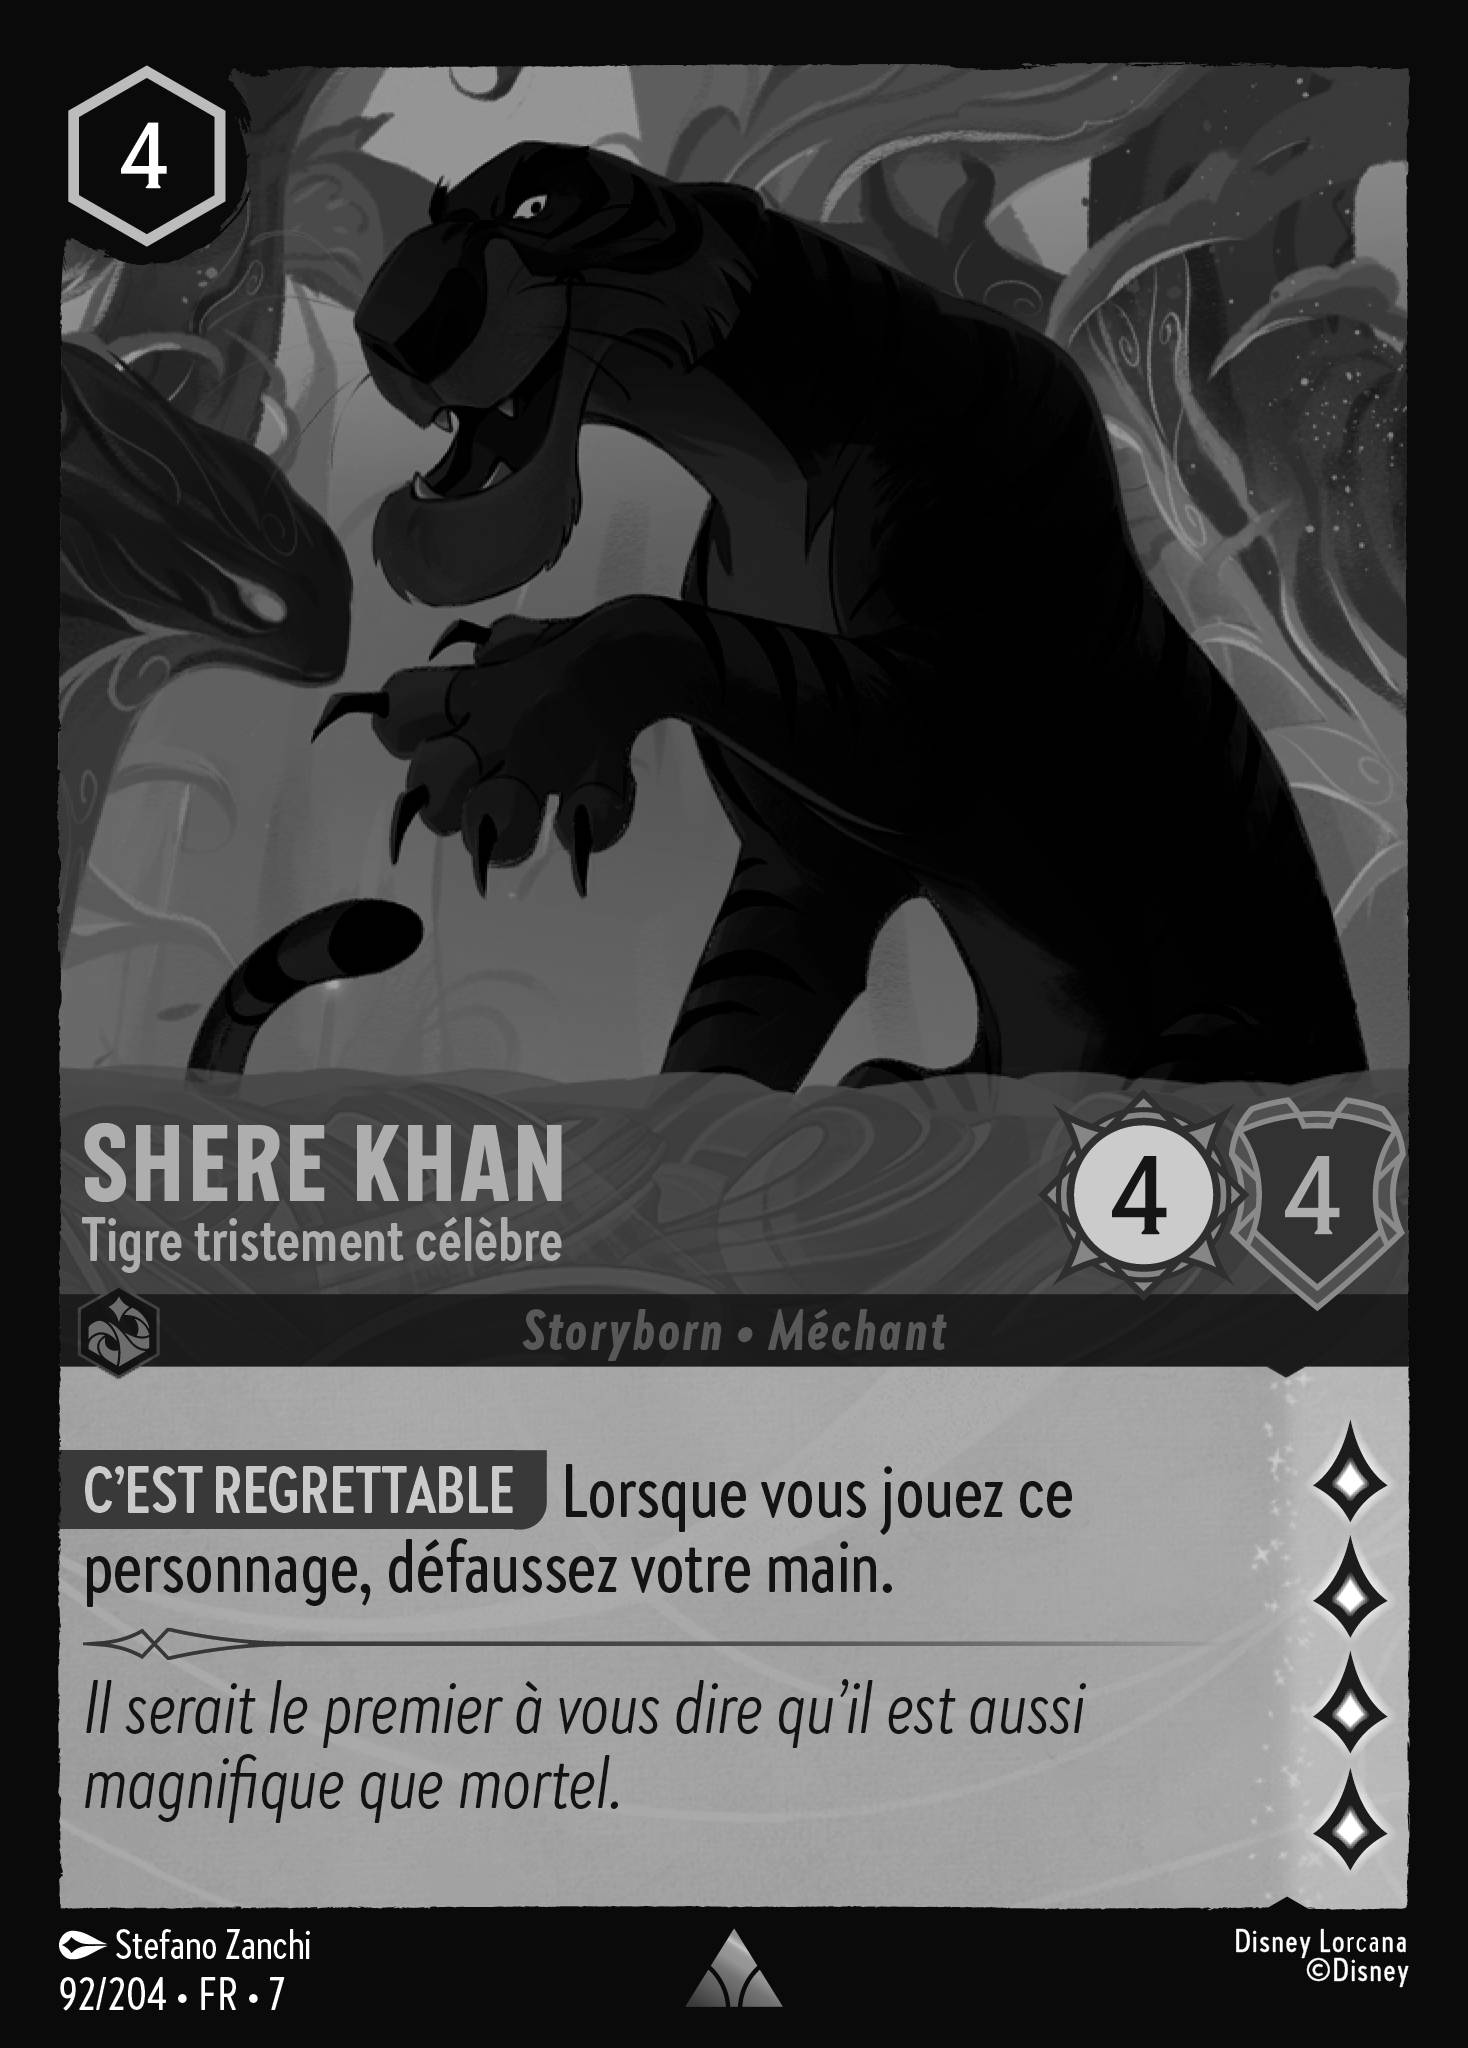 4
SHERE KHAN
Tigre tristement célèbre
4
4
Storyborn • Méchant
C'EST REGRETTABLE Lorsque vous jouez ce
personnage, défaussez votre main.
Il serait le premier à vous dire qu'il est aussi
magnifique que mortel.
Stefano Zanchi
92/204 • FR • 7
Disney Lorcana
©Disney